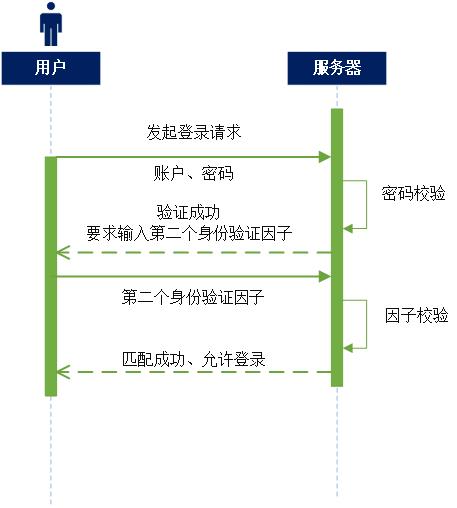 用户
服务器
发起登录请求
账户、密码
密码校验
验证成功
要求输入第二个身份验证因子
第二个身份验证因子
因子校验
匹配成功、允许登录